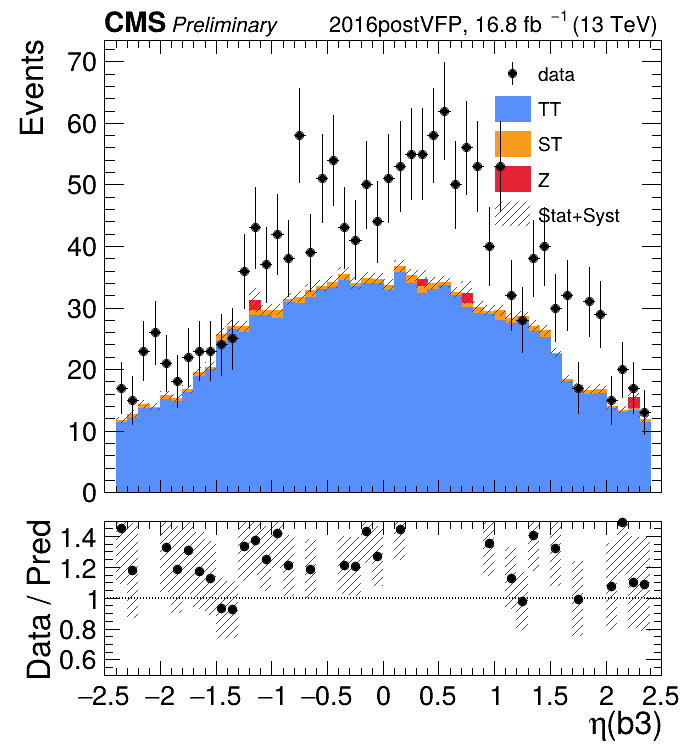 CMS Preliminary 2016postVFP, 16.8 fb⁻¹ (13 TeV)
Events
70
60
50
40
30
20
10
0
data
TT
ST
Z
Stat+Syst
Data / Pred
1.4
1.2
1
0.8
0.6
−2.5 −2 −1.5 −1 −0.5 0 0.5 1 1.5 2 2.5
η(b3)